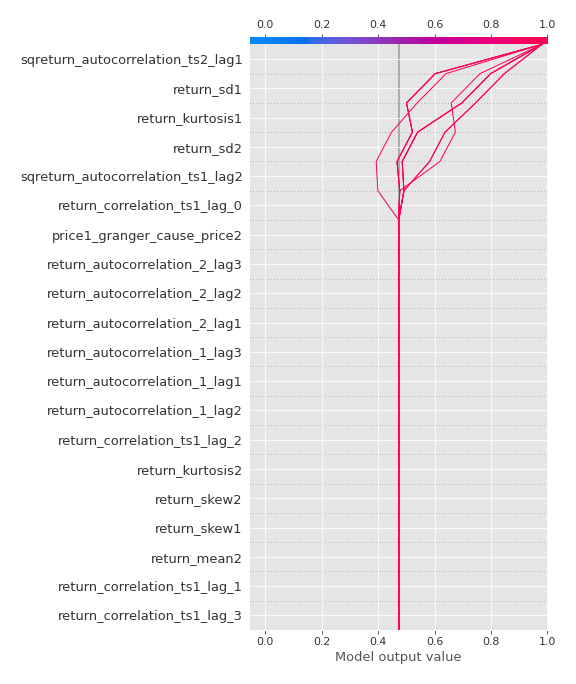 0.0 0.2 0.4 0.6 0.8 1.0
sqreturn_autocorrelation_ts2_lag1
return_sd1
return_kurtosis1
return_sd2
sqreturn_autocorrelation_ts1_lag2
return_correlation_ts1_lag_0
price1_granger_cause_price2
return_autocorrelation_2_lag3
return_autocorrelation_2_lag2
return_autocorrelation_2_lag1
return_autocorrelation_1_lag3
return_autocorrelation_1_lag1
return_autocorrelation_1_lag2
return_correlation_ts1_lag_2
return_kurtosis2
return_skew2
return_skew1
return_mean2
return_correlation_ts1_lag_1
return_correlation_ts1_lag_3
0.0 0.2 0.4 0.6 0.8 1.0
Model output value